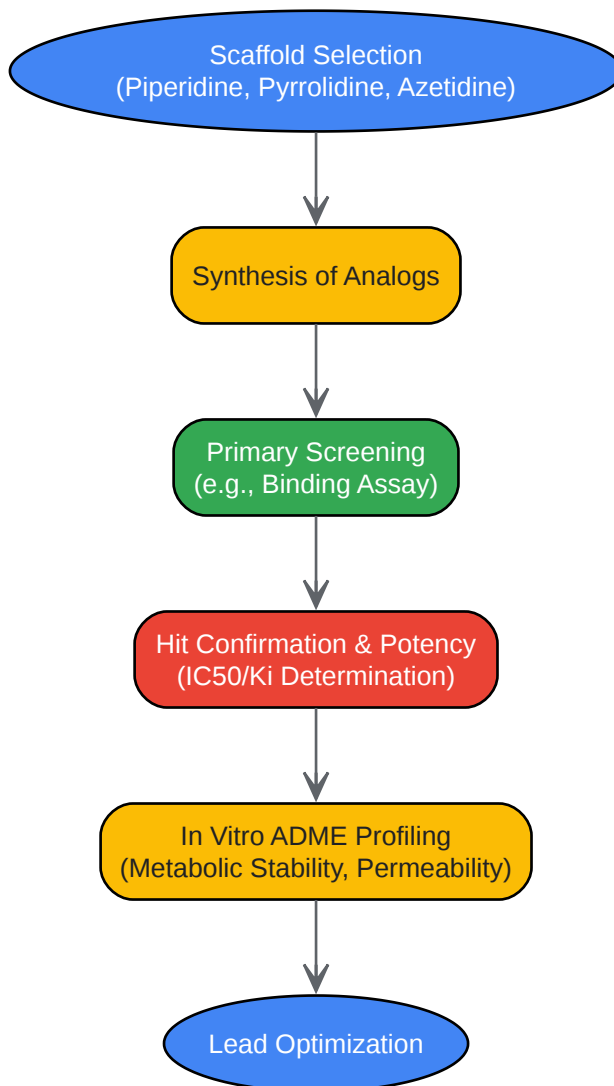 Scaffold Selection
(Piperidine, Pyrrolidine, Azetidine)
Synthesis of Analogs
Primary Screening
(e.g., Binding Assay)
Hit Confirmation & Potency
(IC50/Ki Determination)
In Vitro ADME Profiling
(Metabolic Stability, Permeability)
Lead Optimization